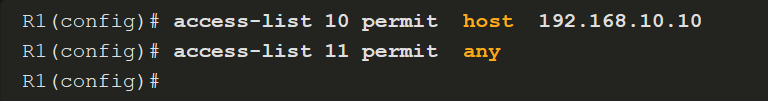 R1(config)# access-list 10 permit host 192.168.10.10
R1(config)# access-list 11 permit any
R1(config)#